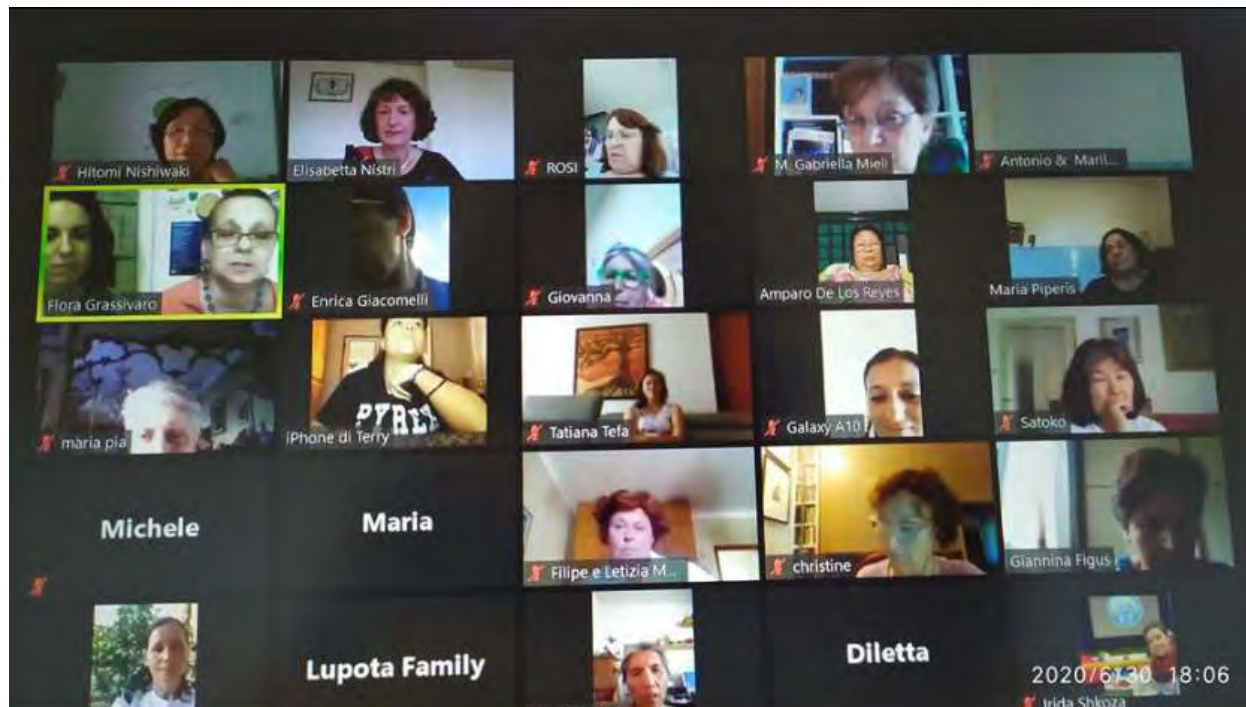 Hitomi Nishiwaki
Elisabetta Nistri
ROSI
M. Gabriella Mieli
Antonio & Maril...
Flora Grassivaro
Enrica Giacomelli
Giovanna
Amparo De Los Reyes
Maria Piperis
maria pia
iPhone di Terry
PYREX
Tatiana Tefa
Galaxy A10
Satoko
Michele
Maria
Filipe e Letizia M...
christine
Giannina Figus
Lupota Family
Diletta
2020/6/30 18:06
Irida Shkoza